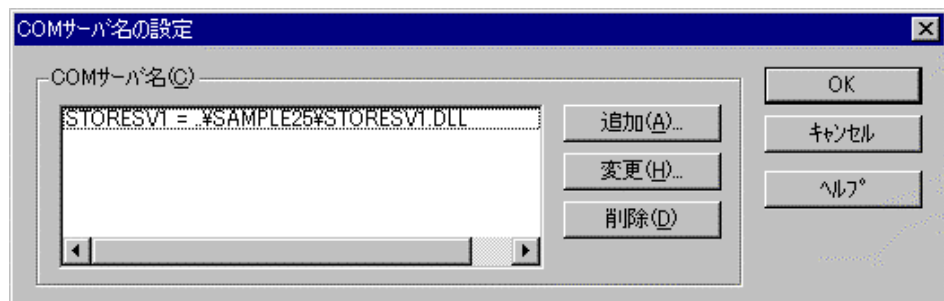 COMサーバ名の設定
COMサーバ名(C)
STORESV1 = ..¥SAMPLE25¥STORESV1.DLL
追加(A)...
変更(H)...
削除(D)
OK
キャンセル
ヘルプ